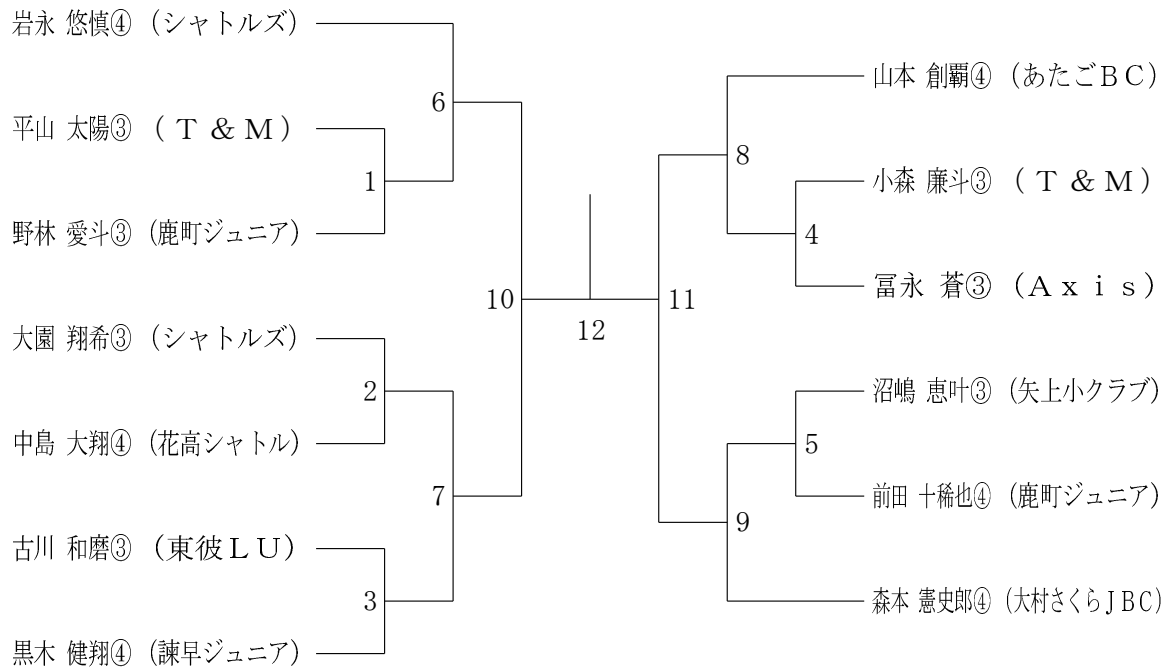 岩永 悠慎④ (シャトルズ)
6
平山 太陽③ (T&M)
1
野林 愛斗③ (鹿町ジュニア)
10
大園 翔希③ (シャトルズ)
2
中島 大翔④ (花高シャトル)
7
古川 和磨③ (東彼LU)
3
黒木 健翔④ (諫早ジュニア)
12
山本 創覇④ (あたごBC)
8
小森 廉斗③ (T&M)
4
冨永 蒼③ (Axis)
11
沼嶋 恵叶③ (矢上小クラブ)
5
前田 十稀也④ (鹿町ジュニア)
9
森本 憲史郎④ (大村さくらJBC)